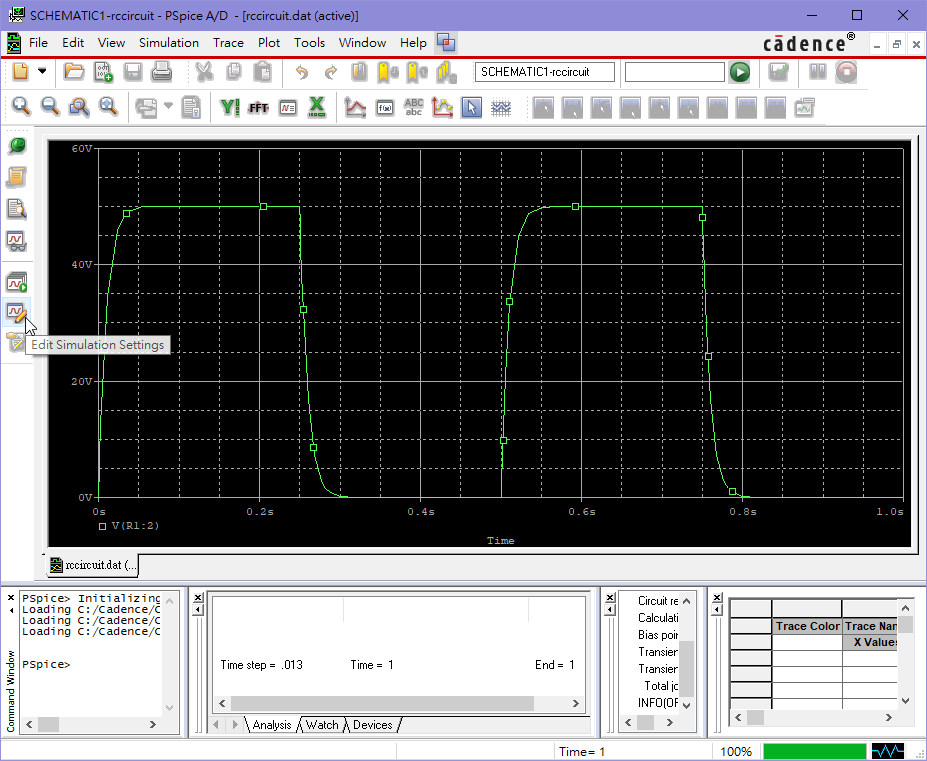 SCHEMATIC1-rccircuit - PSpice A/D - [rccircuit.dat (active)]
File Edit View Simulation Trace Plot Tools Window Help
cādence®
SCHEMATIC1-rccircuit
Y! FFT
f(x) ABC
abc
60V
40V
20V
0V
0s 0.2s 0.4s 0.6s 0.8s 1.0s
V(R1:2)
Time
Edit Simulation Settings
rccircuit.dat (...
Command Window
PSpice> Initializing
Loading C:/Cadence/C
Loading C:/Cadence/C
Loading C:/Cadence/C
PSpice>
Time step = .013 Time = 1 End = 1
Analysis Watch Devices
Circuit re
Calculati
Bias poin
Transien
Transien
Total jo
INFO(OF
Trace Color Trace Nan
X Values
Time= 1 100%